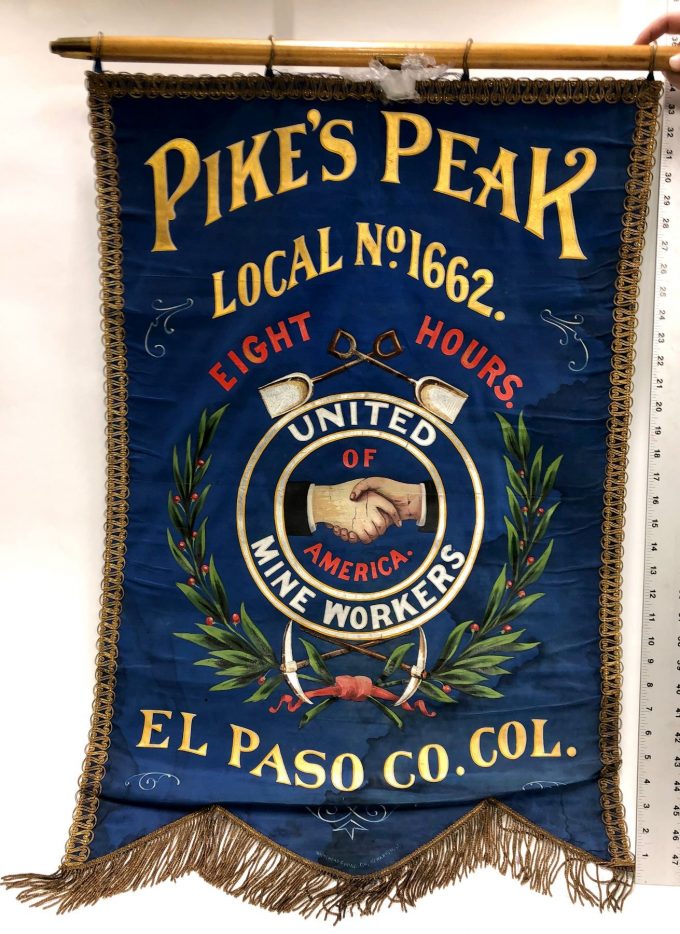 PIKE'S PEAK
LOCAL Nº 1662.
EIGHT HOURS.
UNITED
OF
AMERICA.
MINE WORKERS
EL PASO CO. COL.